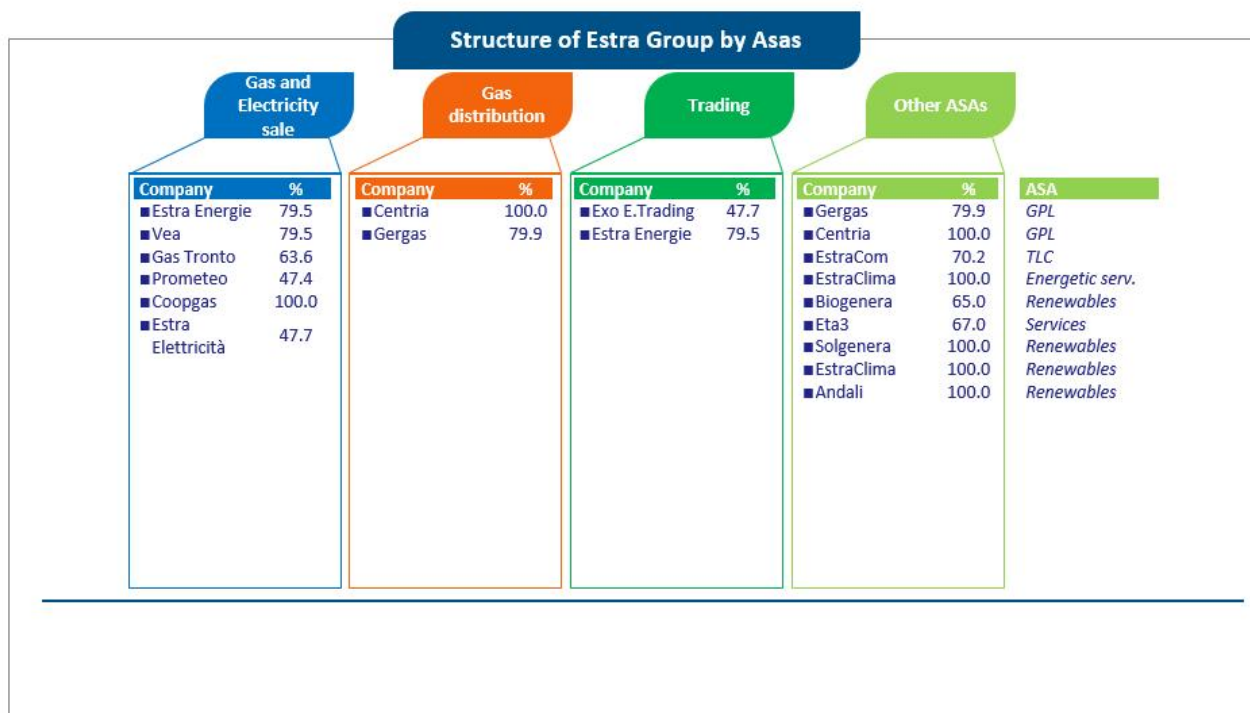 Structure of Estra Group by Asas
Gas and
Electricity
sale
Gas
distribution
Trading
Other ASAs
Company %
■Estra Energie 79.5
■Vea 79.5
■Gas Tronto 63.6
■Prometeo 47.4
■Coopgas 100.0
■Estra
Elettricità 47.7
Company %
■Centria 100.0
■Gergas 79.9
Company %
■Exo E.Trading 47.7
■Estra Energie 79.5
Company % ASA
■Gergas 79.9 GPL
■Centria 100.0 GPL
■EstraCom 70.2 TLC
■EstraClima 100.0 Energetic serv.
■Biogenera 65.0 Renewables
■Eta3 67.0 Services
■Solgenera 100.0 Renewables
■EstraClima 100.0 Renewables
■Andali 100.0 Renewables